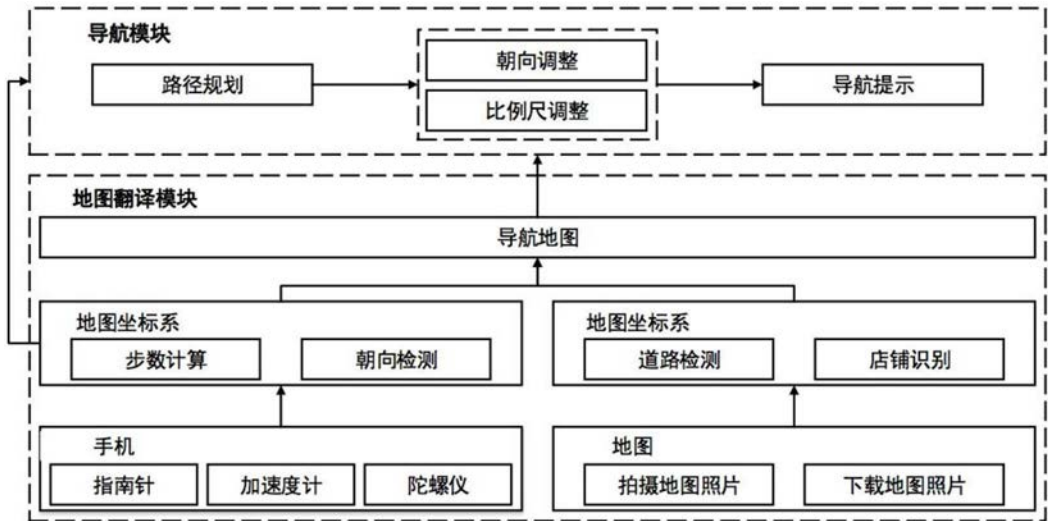 导航模块
路径规划
朝向调整
比例尺调整
导航提示
地图翻译模块
导航地图
地图坐标系
步数计算
朝向检测
地图坐标系
道路检测
店铺识别
手机
指南针
加速度计
陀螺仪
地图
拍摄地图照片
下载地图照片